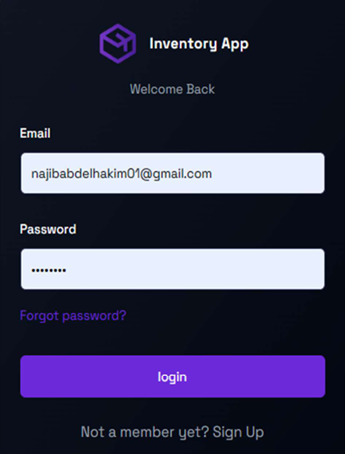 Inventory App
Welcome Back
Email
najibabdelhakim01@gmail.com
Password
••••••••
Forgot password?
login
Not a member yet? Sign Up